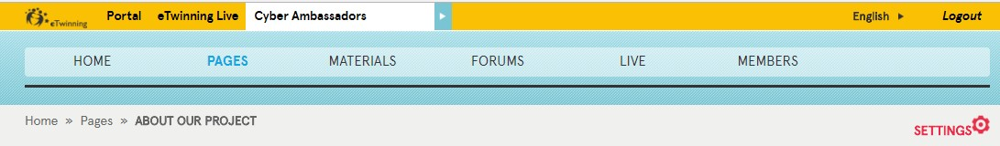 eTwinning Portal eTwinning Live Cyber Ambassadors English Logout
HOME PAGES MATERIALS FORUMS LIVE MEMBERS
Home » Pages » ABOUT OUR PROJECT
SETTINGS